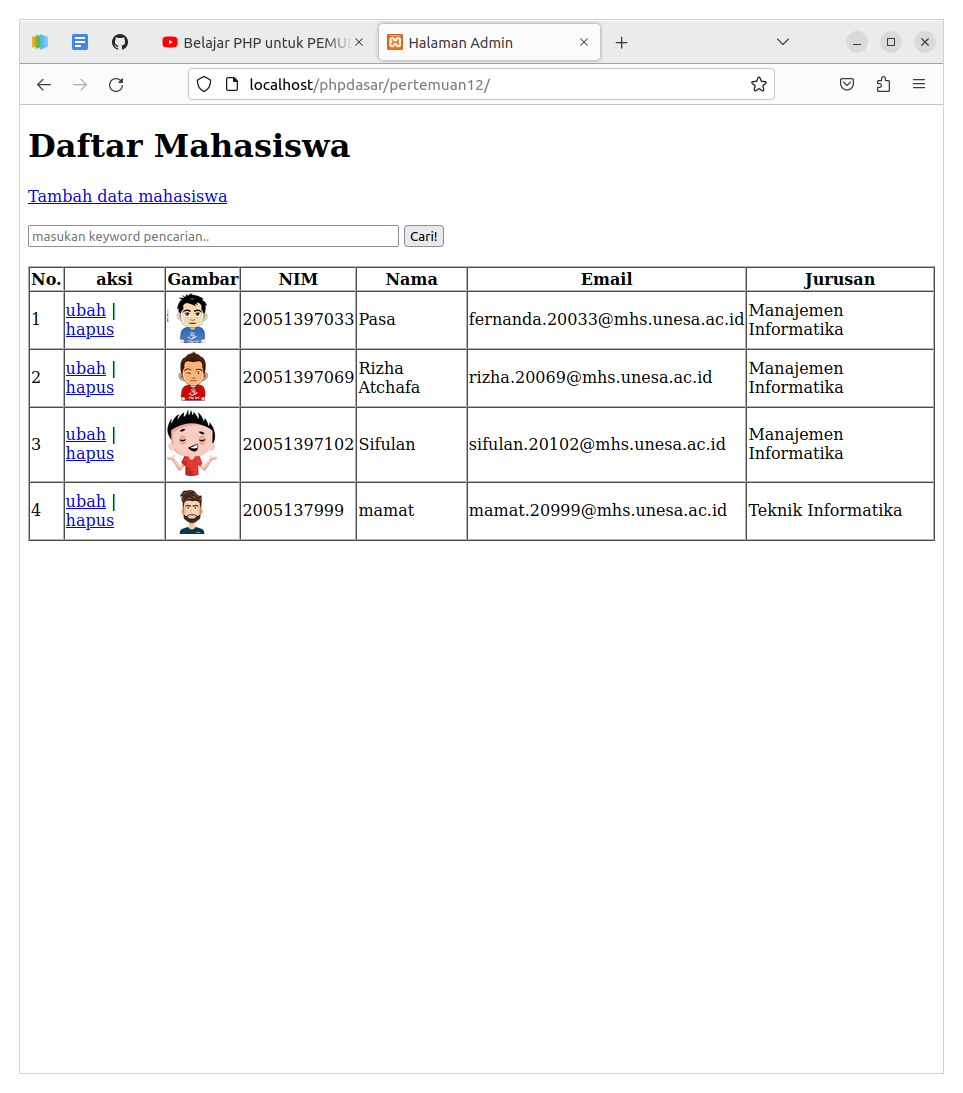 Belajar PHP untuk PEMU
Halaman Admin
localhost/phpdasar/pertemuan12/
Daftar Mahasiswa
Tambah data mahasiswa
masukan keyword pencarian.. Cari!
No. aksi Gambar NIM Nama Email Jurusan
1 ubah | hapus 20051397033 Pasa fernanda.20033@mhs.unesa.ac.id Manajemen Informatika
2 ubah | hapus 20051397069 Rizha Atchafa rizha.20069@mhs.unesa.ac.id Manajemen Informatika
3 ubah | hapus 20051397102 Sifulan sifulan.20102@mhs.unesa.ac.id Manajemen Informatika
4 ubah | hapus 2005137999 mamat mamat.20999@mhs.unesa.ac.id Teknik Informatika